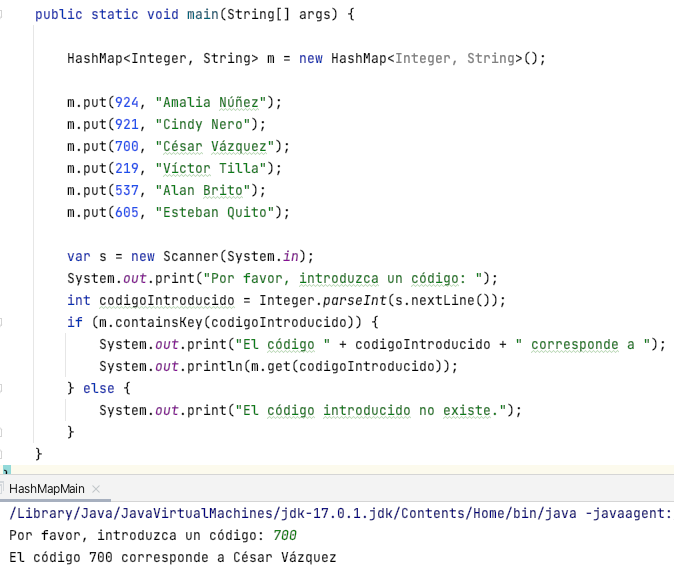 public static void main(String[] args) {
HashMap<Integer, String> m = new HashMap<Integer, String>();
m.put(924, "Amalia Núñez");
m.put(921, "Cindy Nero");
m.put(700, "César Vázquez");
m.put(219, "Víctor Tilla");
m.put(537, "Alan Brito");
m.put(605, "Esteban Quito");
var s = new Scanner(System.in);
System.out.print("Por favor, introduzca un código: ");
int codigoIntroducido = Integer.parseInt(s.nextLine());
if (m.containsKey(codigoIntroducido)) {
System.out.print("El código " + codigoIntroducido + " corresponde a ");
System.out.println(m.get(codigoIntroducido));
} else {
System.out.print("El código introducido no existe.");
}
}
}
HashMapMain ×
/Library/Java/JavaVirtualMachines/jdk-17.0.1.jdk/Contents/Home/bin/java -javaagent:
Por favor, introduzca un código: 700
El código 700 corresponde a César Vázquez